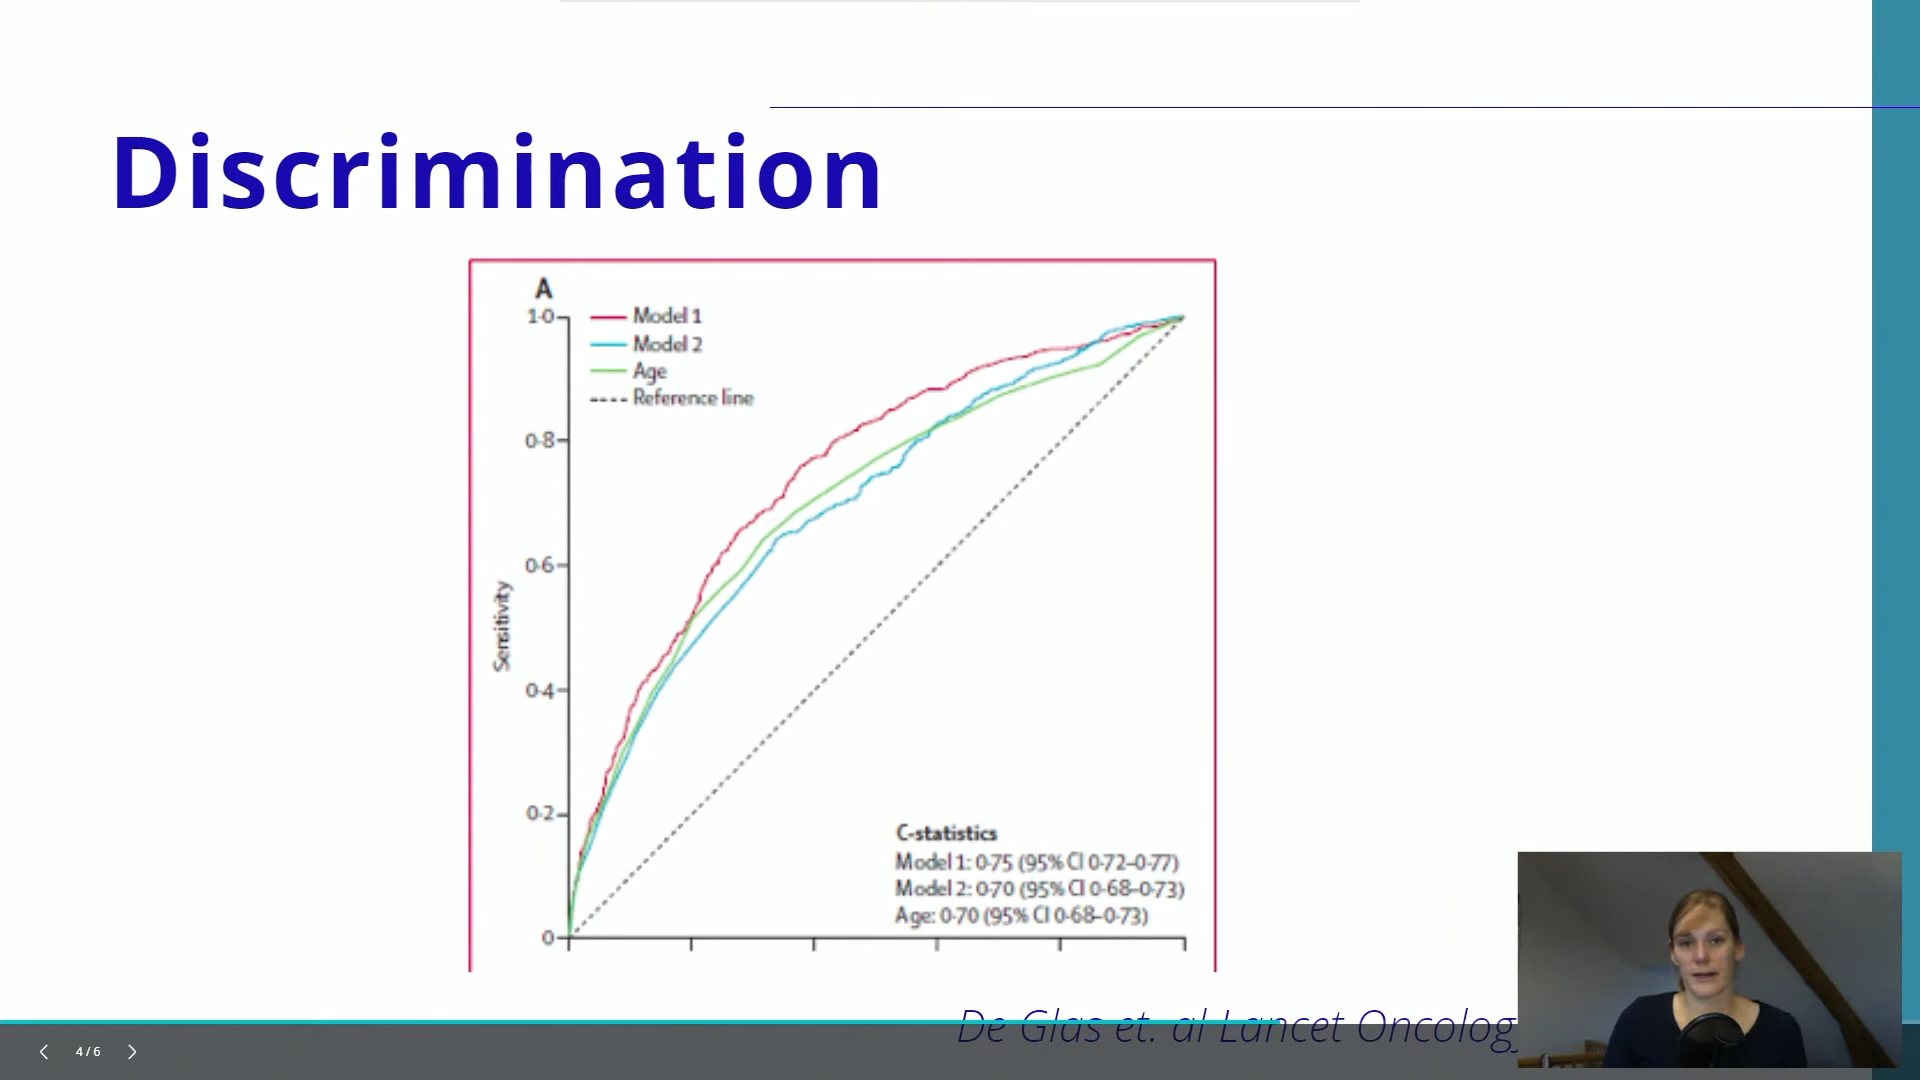 Discrimination
A
1·0
Model 1
Model 2
Age
Reference line
0·8
0·6
Sensitivity
0·4
0·2
0
C-statistics
Model 1: 0·75 (95% CI 0·72–0·77)
Model 2: 0·70 (95% CI 0·68–0·73)
Age: 0·70 (95% CI 0·68–0·73)
De Glas et. al Lancet Oncolog
4 / 6